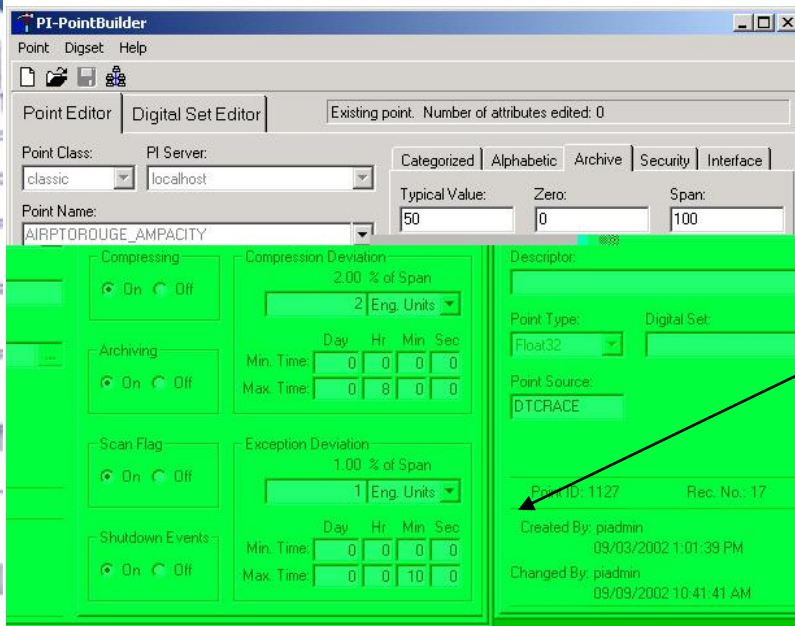 PI-PointBuilder
Point Digset Help
Point Editor Digital Set Editor Existing point. Number of attributes edited: 0
Point Class: PI Server: Categorized Alphabetic Archive Security Interface
classic localhost
Typical Value: Zero: Span:
50 0 100
Point Name:
AIRPTOROUGE_AMPACITY
Compressing
On Off
Compression Deviation
2.00 % of Span
2 Eng. Units
Day Hr Min Sec
Min. Time: 0 0 0 0
Max. Time: 0 8 0 0
Archiving
On Off
Scan Flag
On Off
Exception Deviation
1.00 % of Span
1 Eng. Units
Day Hr Min Sec
Min. Time: 0 0 0 0
Max. Time: 0 0 10 0
Shutdown Events
On Off
Descriptor:
Point Type: Digital Set:
Float32
Point Source:
DTCRACE
Point ID: 1127 Rec. No.: 17
Created By: piadmin
09/03/2002 1:01:39 PM
Changed By: piadmin
09/09/2002 10:41:41 AM